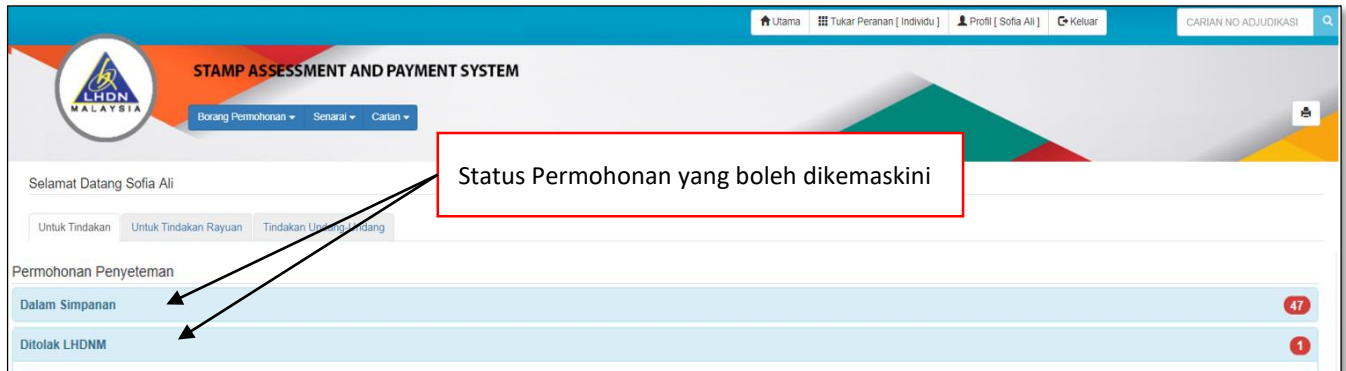 Utama
Tukar Peranan [ Individu ]
Profil [ Sofia Ali ]
Keluar
CARIAN NO ADJUDIKASI
LHDN
MALAYSIA
STAMP ASSESSMENT AND PAYMENT SYSTEM
Borang Permohonan
Senarai
Carian
Status Permohonan yang boleh dikemaskini
Selamat Datang Sofia Ali
Untuk Tindakan
Untuk Tindakan Rayuan
Tindakan Undang-Undang
Permohonan Penyeteman
Dalam Simpanan 47
Ditolak LHDNM 1